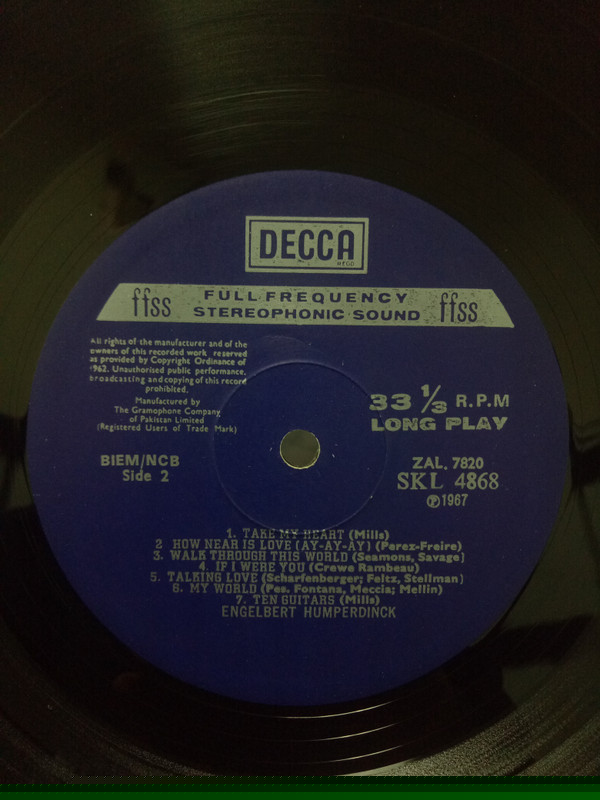 DECCA
REGD
ffss FULL FREQUENCY STEREOPHONIC SOUND ffss
All rights of the manufacturer and of the
owners of this recorded work reserved
as provided by Copyright Ordinance of
1962. Unauthorised public performance,
broadcasting and copying of this record
prohibited.
Manufactured by
The Gramophone Company
of Pakistan Limited
(Registered Users of Trade Mark)
33 1/3 R.P.M
LONG PLAY
BIEM/NCB
Side 2
ZAL. 7820
SKL 4868
℗1967
1. TAKE MY HEART (Mills)
2 HOW NEAR IS LOVE (AY-AY-AY) (Perez-Freire)
3. WALK THROUGH THIS WORLD (Seamons, Savage)
4. IF I WERE YOU (Crewe Rambeau)
5. TALKING LOVE (Scharfenberger; Feltz, Stellman)
6. MY WORLD (Pes. Fontana, Meccia; Mellin)
7. TEN GUITARS (Mills)
ENGELBERT HUMPERDINCK